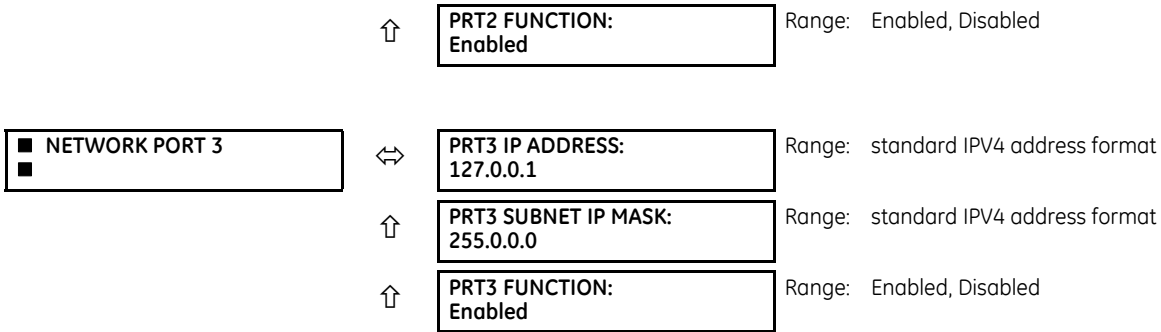 PRT2 FUNCTION: Range: Enabled, Disabled
Enabled
■ NETWORK PORT 3 PRT3 IP ADDRESS: Range: standard IPV4 address format
■ 127.0.0.1
PRT3 SUBNET IP MASK: Range: standard IPV4 address format
255.0.0.0
PRT3 FUNCTION: Range: Enabled, Disabled
Enabled